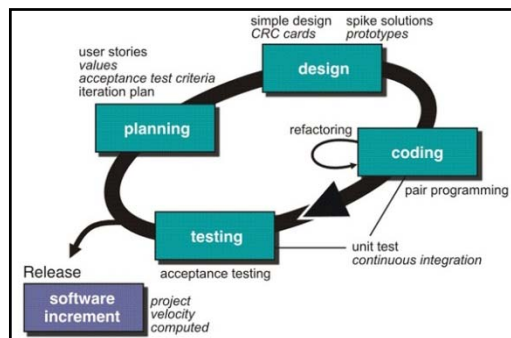 simple design
CRC cards
spike solutions
prototypes
user stories
values
acceptance test criteria
iteration plan
design
planning
refactoring
coding
pair programming
testing
unit test
continuous integration
acceptance testing
Release
software
increment
project
velocity
computed